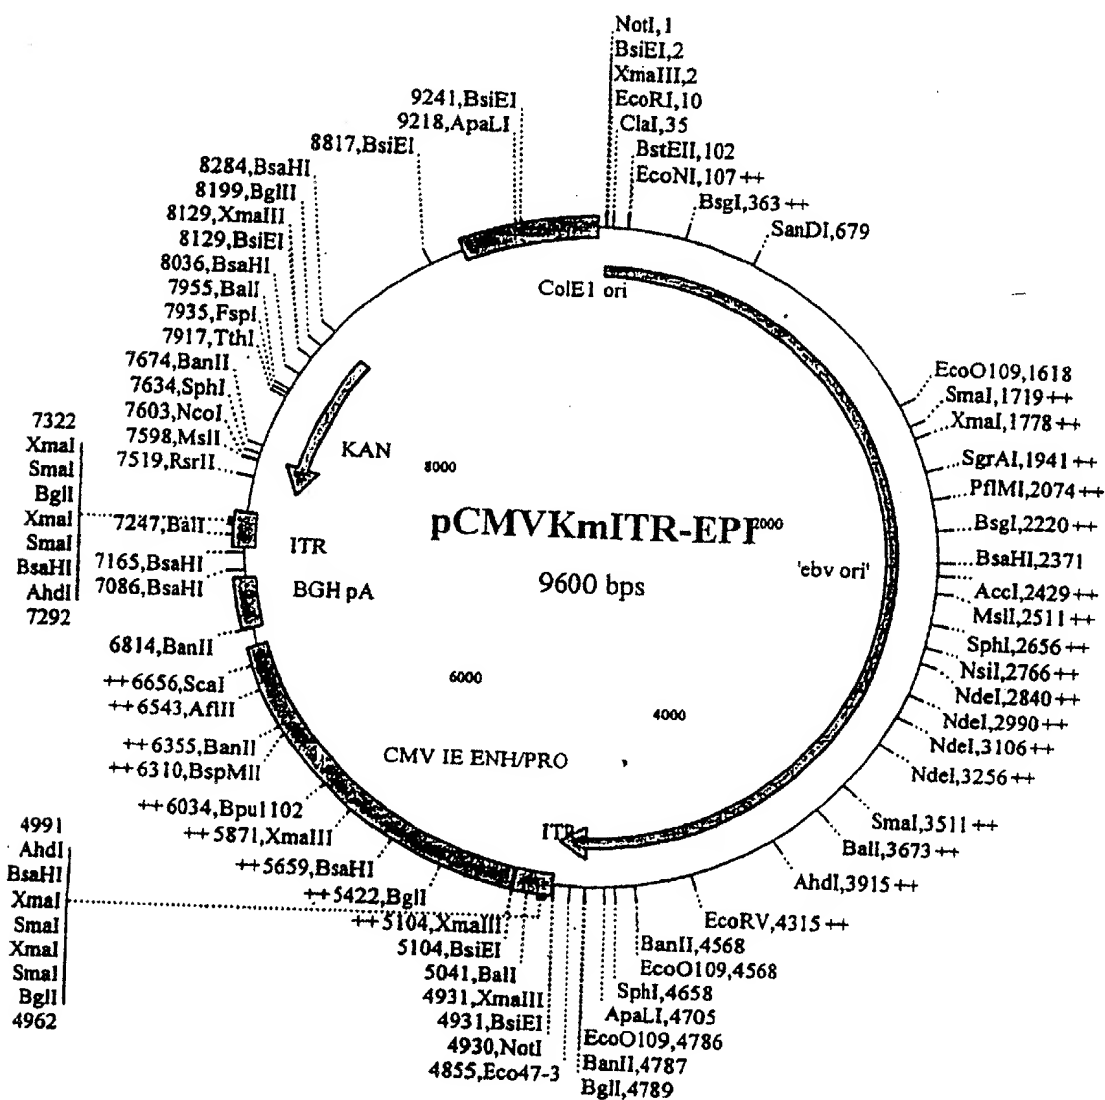 NotI,1
BsiEI,2
XmaIII,2
EcoRI,10
ClaI,35
BstEII,102
EcoNI,107++
BsgI,363++
SanDI,679
9241,BsiEI
9218,ApaLI
8817,BsiEI
8284,BsaHI
8199,BglII
8129,XmaIII
8129,BsiEI
8036,BsaHI
7955,BalI
7935,FspI
7917,TthI
7674,BanII
7634,SphI
7603,NcoI
7598,MslI
7519,RsrII
7322
XmaI
SmaI
BglI
XmaI
SmaI
BsaHI
AhdI
7292
7247,BalI
7165,BsaHI
7086,BsaHI
6814,BanII
++6656,ScaI
++6543,AflII
++6355,BanII
++6310,BspMII
++6034,Bpu1102
++5871,XmaIII
++5659,BsaHI
++5422,BglI
++5104,XmaIII
5104,BsiEI
5041,BalI
4931,XmaIII
4931,BsiEI
4930,NotI
4855,Eco47-3
4991
AhdI
BsaHI
XmaI
SmaI
XmaI
SmaI
BglI
4962
ColE1 ori
KAN
8000
pCMVKmITR-EPI
2000
9600 bps
'ebv ori'
ITR
BGH pA
6000
4000
CMV IE ENH/PRO
ITR
EcoO109,1618
SmaI,1719++
XmaI,1778++
SgrAI,1941++
PflMI,2074++
BsgI,2220++
BsaHI,2371
AccI,2429++
MslI,2511++
SphI,2656++
NsiI,2766++
NdeI,2840++
NdeI,2990++
NdeI,3106++
NdeI,3256++
SmaI,3511++
BalI,3673++
AhdI,3915++
EcoRV,4315++
BanII,4568
EcoO109,4568
SphI,4658
ApaLI,4705
EcoO109,4786
BanII,4787
BglI,4789